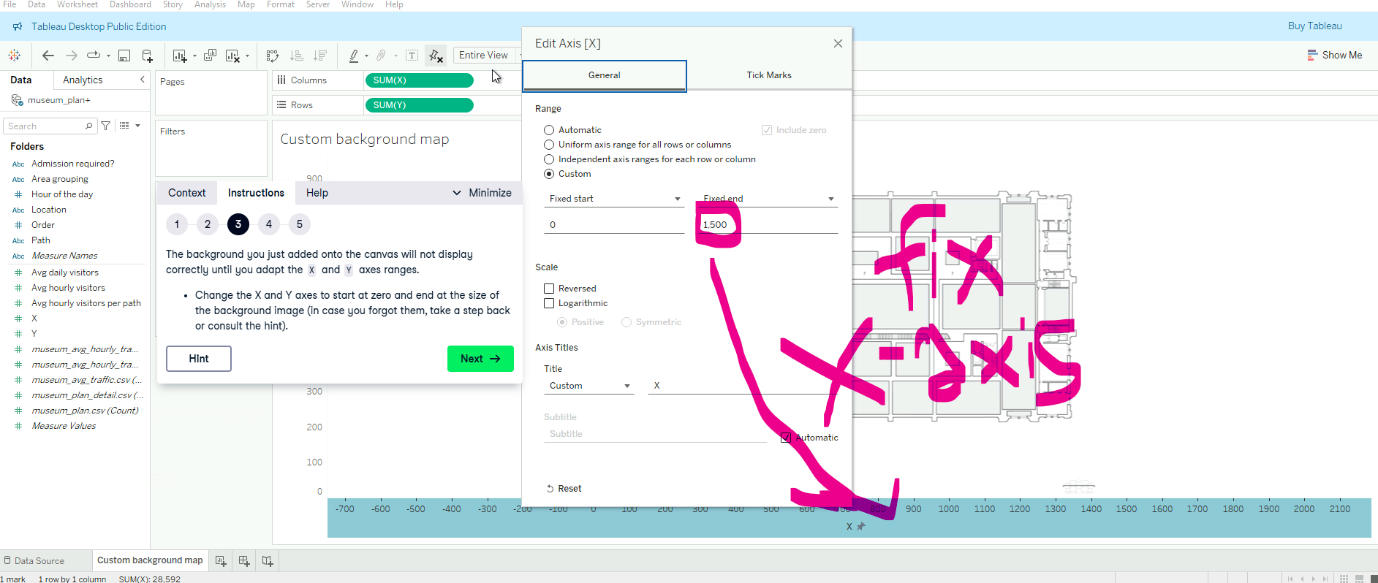 File Data Worksheet Dashboard Story Analysis Map Format Server Window Help
Tableau Desktop Public Edition Buy Tableau
Entire View Show Me
Data Analytics
museum_plan+
Search
Folders
Abc Admission required?
Abc Area grouping
# Hour of the day
Abc Location
# Order
Abc Path
Abc Measure Names
# Avg daily visitors
# Avg hourly visitors
# Avg hourly visitors per path
# X
# Y
# museum_avg_hourly_tra...
# museum_avg_hourly_tra...
# museum_avg_traffic.csv (...
# museum_plan_detail.csv (...
# museum_plan.csv (Count)
# Measure Values
Pages
Filters
Columns SUM(X)
Rows SUM(Y)
Custom background map
900
Context Instructions Help Minimize
1 2 3 4 5
The background you just added onto the canvas will not display
correctly until you adapt the X and Y axes ranges.
• Change the X and Y axes to start at zero and end at the size of
the background image (in case you forgot them, take a step back
or consult the hint).
HInt Next →
300
200
100
0
Edit Axis [X]
General Tick Marks
Range
Automatic Include zero
Uniform axis range for all rows or columns
Independent axis ranges for each row or column
Custom
Fixed start Fixed end
0 1,500
Scale
Reversed
Logarithmic
Positive Symmetric
Axis Titles
Title
Custom X
Subtitle
Subtitle Automatic
Reset
fix
X-axis
-700 -600 -500 -400 -300 -200 -100 0 100 200 300 400 500 600 700 800 900 1000 1100 1200 1300 1400 1500 1600 1700 1800 1900 2000 2100
X
Data Source Custom background map
1 mark 1 row by 1 column SUM(X): 28,592